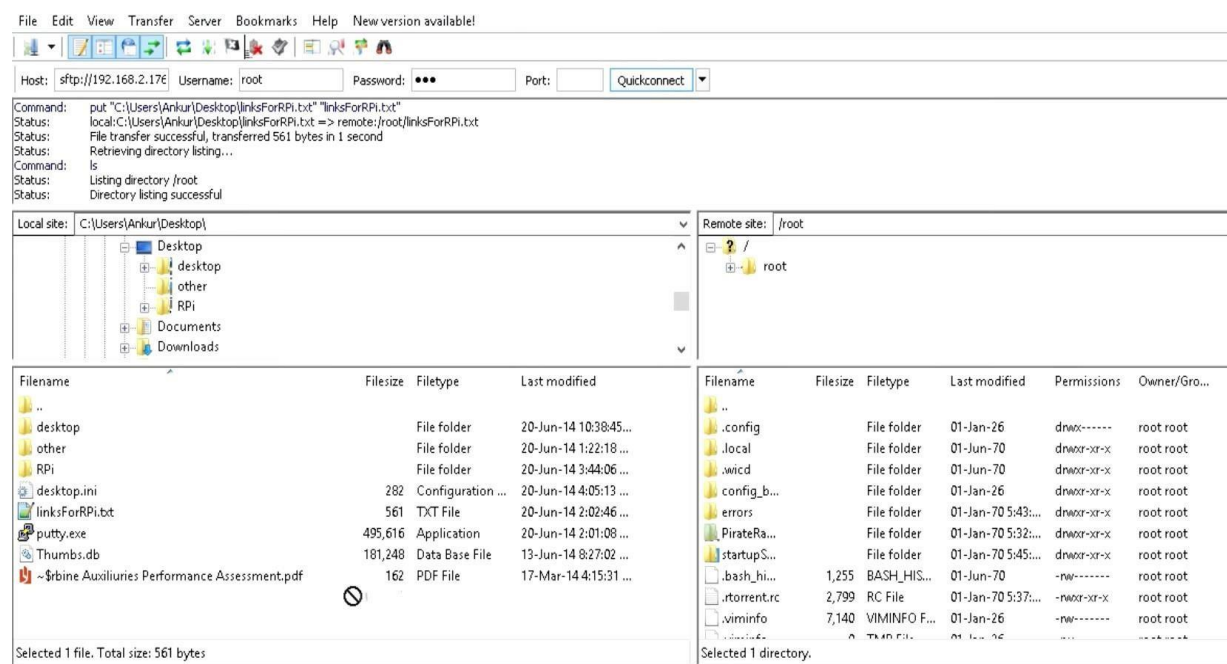 File Edit View Transfer Server Bookmarks Help New version available!
Host: sftp://192.168.2.176 Username: root Password: ●●● Port: Quickconnect
Command: put "C:\Users\Ankur\Desktop\linksForRPi.txt" "linksForRPi.txt"
Status: local:C:\Users\Ankur\Desktop\linksForRPi.txt => remote:/root/linksForRPi.txt
Status: File transfer successful, transferred 561 bytes in 1 second
Status: Retrieving directory listing...
Command: ls
Status: Listing directory /root
Status: Directory listing successful
Local site: C:\Users\Ankur\Desktop\
Desktop
desktop
other
RPi
Documents
Downloads
Remote site: /root
/
root
Filename Filesize Filetype Last modified
..
desktop File folder 20-Jun-14 10:38:45...
other File folder 20-Jun-14 1:22:18 ...
RPi File folder 20-Jun-14 3:44:06 ...
desktop.ini 282 Configuration ... 20-Jun-14 4:05:13 ...
linksForRPi.txt 561 TXT File 20-Jun-14 2:02:46 ...
putty.exe 495,616 Application 20-Jun-14 2:01:08 ...
Thumbs.db 181,248 Data Base File 13-Jun-14 8:27:02 ...
~$rbine Auxiliuries Performance Assessment.pdf 162 PDF File 17-Mar-14 4:15:31 ...
Selected 1 file. Total size: 561 bytes
Filename Filesize Filetype Last modified Permissions Owner/Gro...
..
.config File folder 01-Jan-26 drwx------ root root
.local File folder 01-Jun-70 drwxr-xr-x root root
.wicd File folder 01-Jun-70 drwxr-xr-x root root
config_b... File folder 01-Jan-26 drwxr-xr-x root root
errors File folder 01-Jan-70 5:43:... drwxr-xr-x root root
PirateRa... File folder 01-Jan-70 5:32:... drwxr-xr-x root root
startupS... File folder 01-Jan-70 5:45:... drwxr-xr-x root root
.bash_hi... 1,255 BASH_HIS... 01-Jun-70 -rw------- root root
.rtorrent.rc 2,799 RC File 01-Jan-70 5:37:... -rwxr-xr-x root root
.viminfo 7,140 VIMINFO F... 01-Jan-26 -rw------- root root
Selected 1 directory.